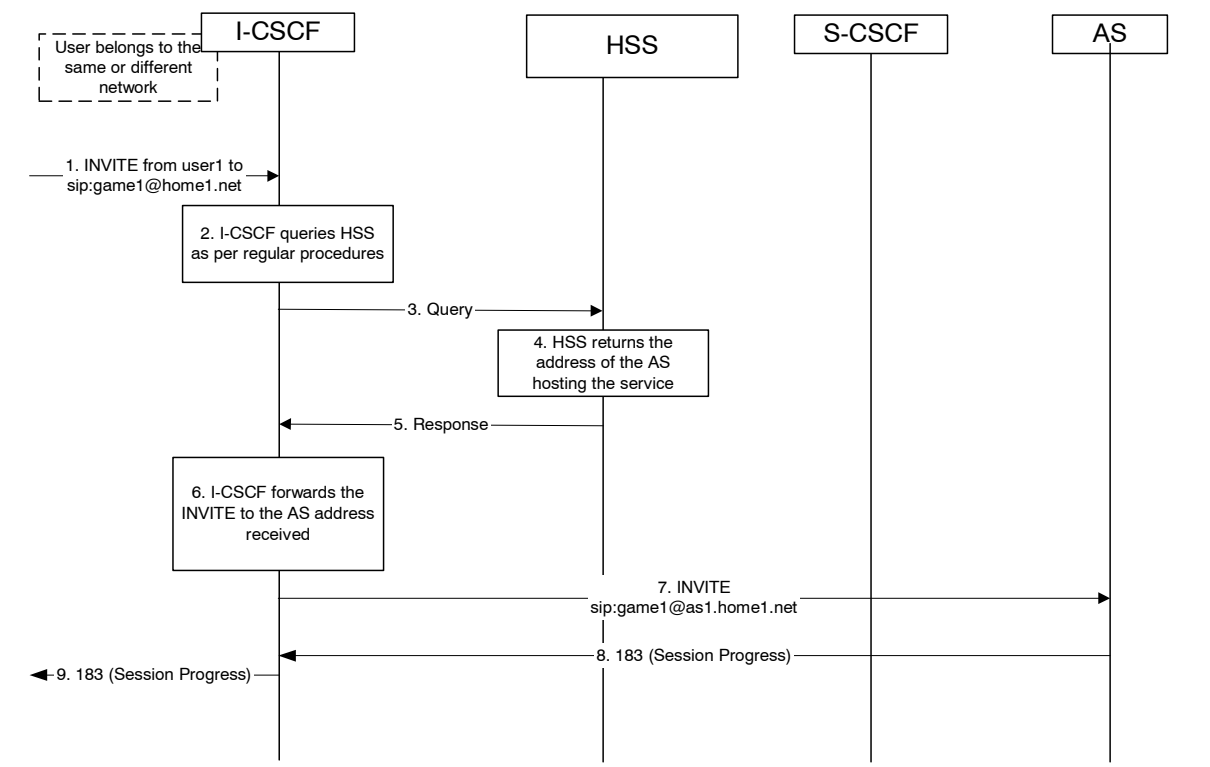 I-CSCF
HSS
S-CSCF
AS
User belongs to the
same or different
network
1. INVITE from user1 to
sip:game1@home1.net
2. I-CSCF queries HSS
as per regular procedures
3. Query
4. HSS returns the
address of the AS
hosting the service
5. Response
6. I-CSCF forwards the
INVITE to the AS address
received
7. INVITE
sip:game1@as1.home1.net
8. 183 (Session Progress)
9. 183 (Session Progress)